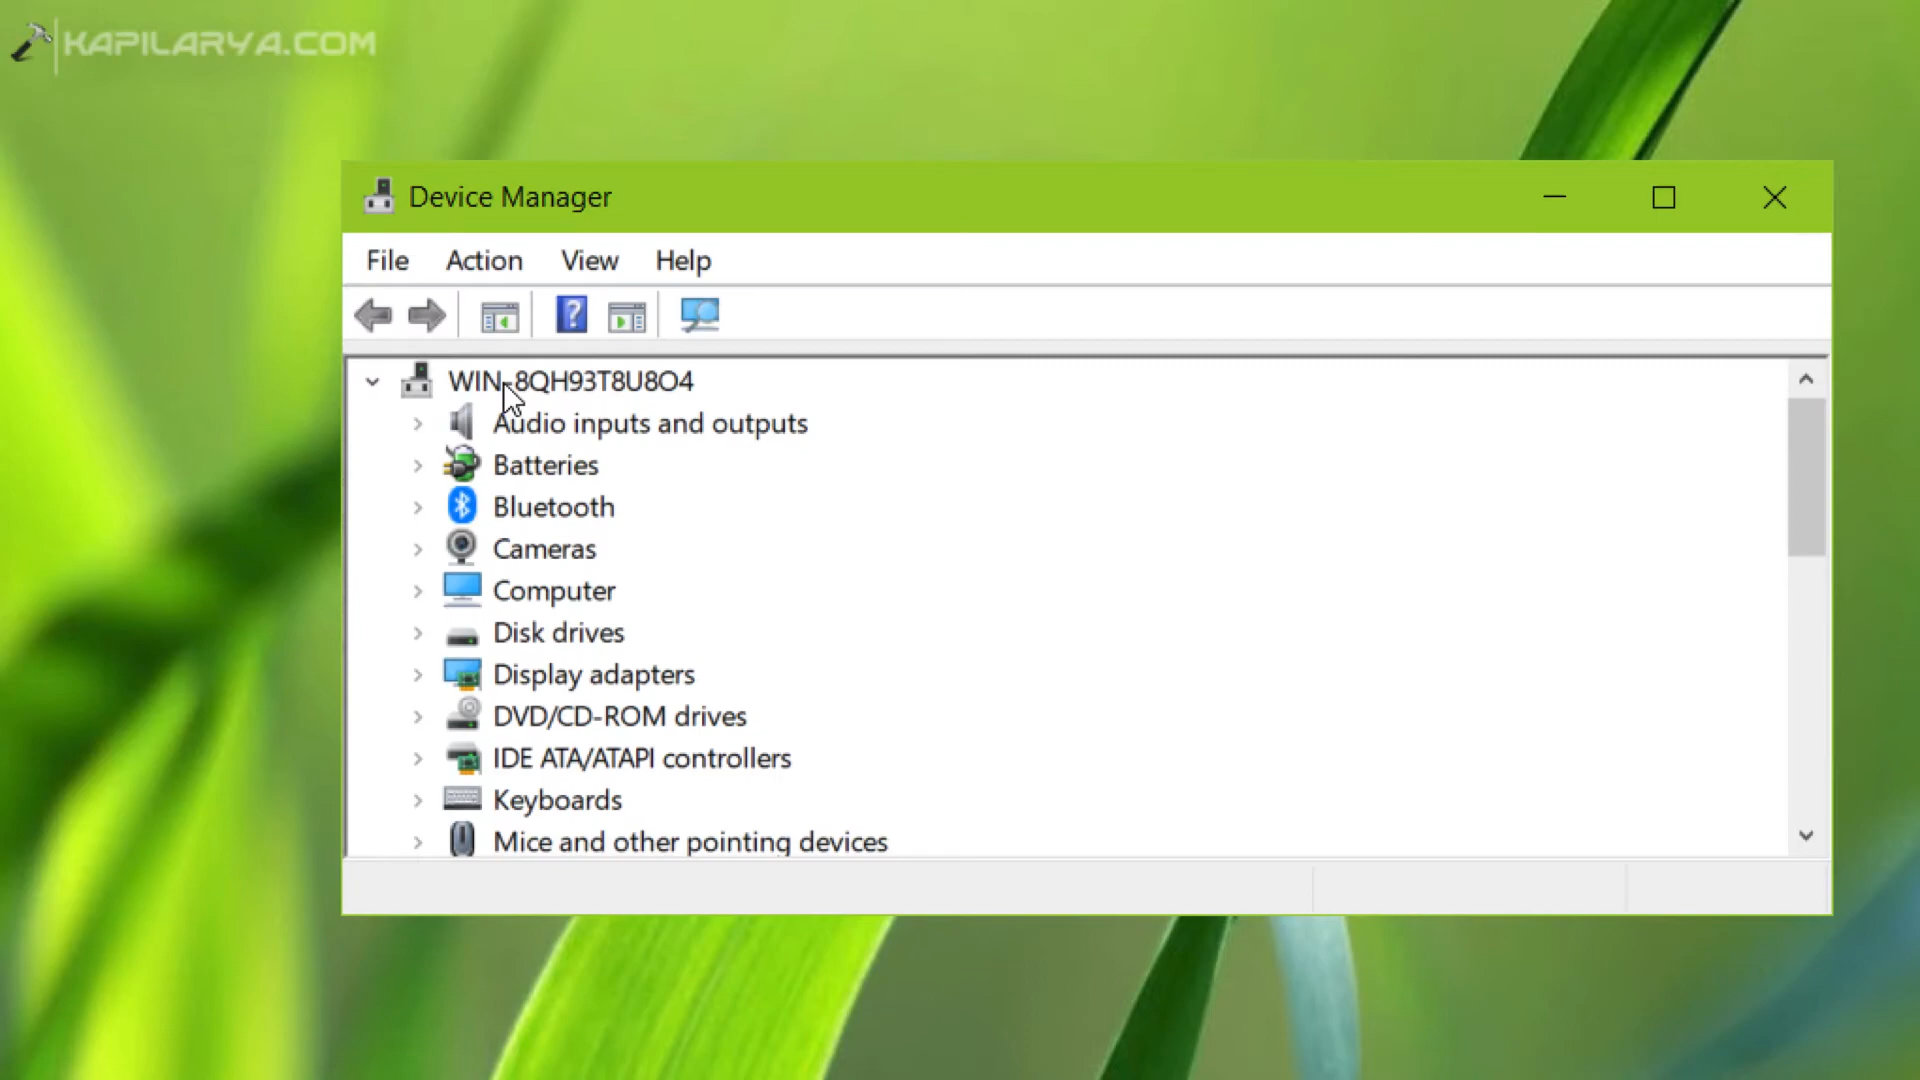 KAPILARYA.COM
Device Manager
File Action View Help
WIN-8QH93T8U8O4
Audio inputs and outputs
Batteries
Bluetooth
Cameras
Computer
Disk drives
Display adapters
DVD/CD-ROM drives
IDE ATA/ATAPI controllers
Keyboards
Mice and other pointing devices